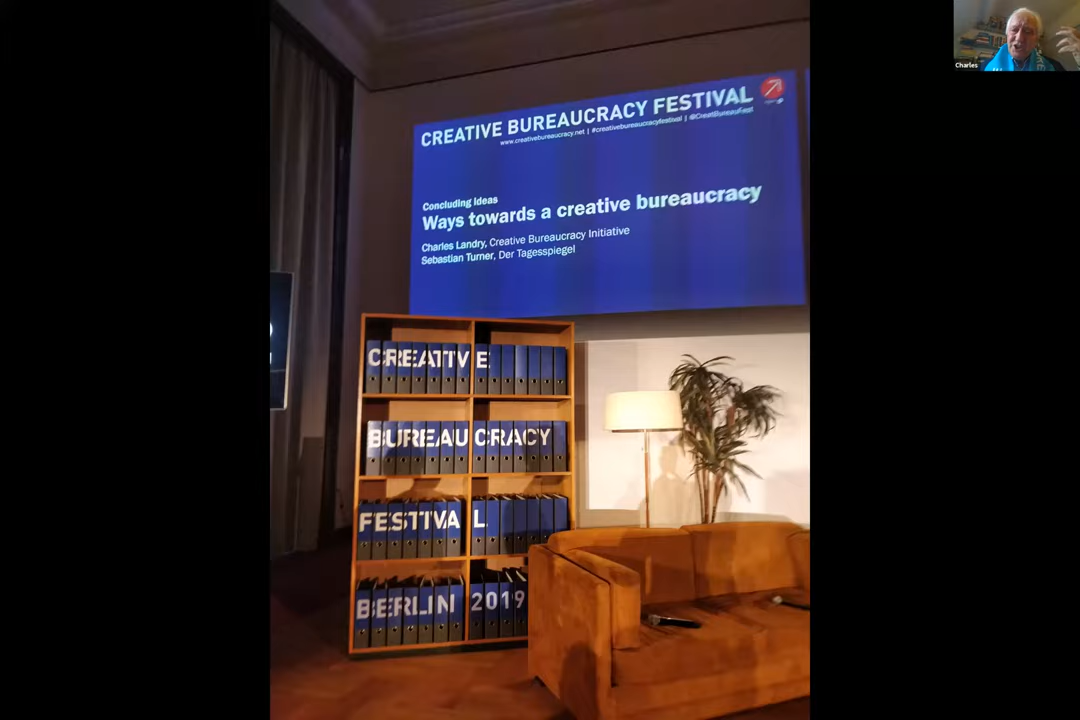 CREATIVE BUREAUCRACY FESTIVAL
www.creativebureaucracy.net | #creativebureaucracyfestival | @CreatBureauFest
Concluding Ideas
Ways towards a creative bureaucracy
Charles Landry, Creative Bureaucracy Initiative
Sebastian Turner, Der Tagesspiegel
CREATIVE
BUREAUCRACY
FESTIVAL
BERLIN 2019
Charles